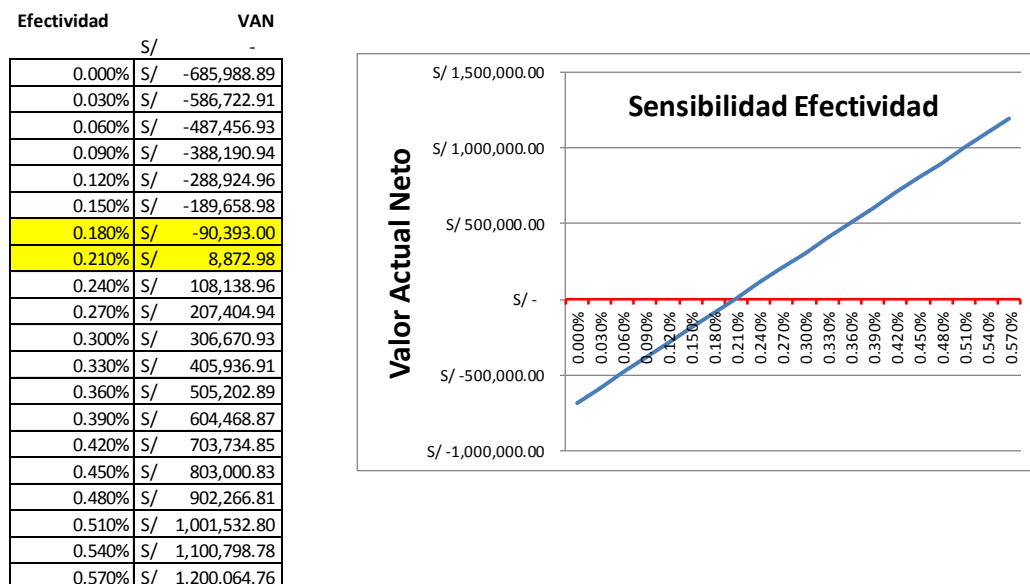 Efectividad VAN
S/ -
0.000% S/ -685,988.89
0.030% S/ -586,722.91
0.060% S/ -487,456.93
0.090% S/ -388,190.94
0.120% S/ -288,924.96
0.150% S/ -189,658.98
0.180% S/ -90,393.00
0.210% S/ 8,872.98
0.240% S/ 108,138.96
0.270% S/ 207,404.94
0.300% S/ 306,670.93
0.330% S/ 405,936.91
0.360% S/ 505,202.89
0.390% S/ 604,468.87
0.420% S/ 703,734.85
0.450% S/ 803,000.83
0.480% S/ 902,266.81
0.510% S/ 1,001,532.80
0.540% S/ 1,100,798.78
0.570% S/ 1,200,064.76
Sensibilidad Efectividad
Valor Actual Neto
S/ 1,500,000.00
S/ 1,000,000.00
S/ 500,000.00
S/ -
S/ -500,000.00
S/ -1,000,000.00
0.000%
0.030%
0.060%
0.090%
0.120%
0.150%
0.180%
0.210%
0.240%
0.270%
0.300%
0.330%
0.360%
0.390%
0.420%
0.450%
0.480%
0.510%
0.540%
0.570%